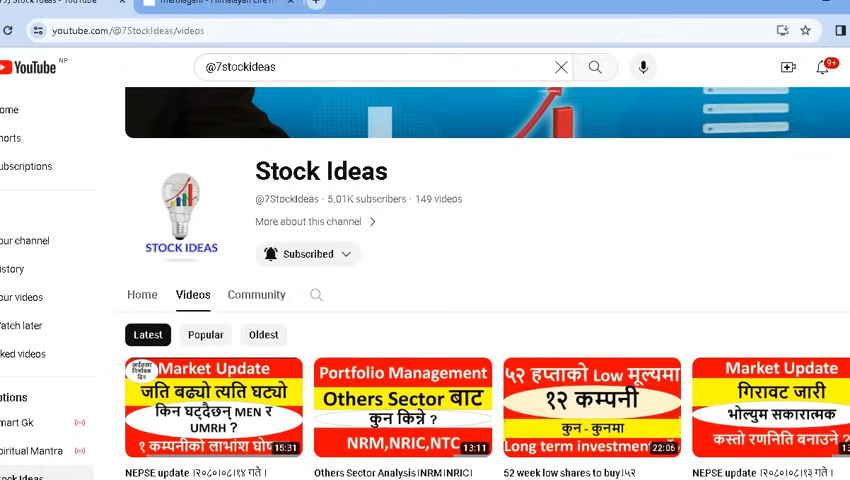 Stock Ideas - YouTube
merolagani - Himalayan Life In
youtube.com/@7StockIdeas/videos
YouTube NP
@7stockideas
9+
ome
horts
ubscriptions
our channel
istory
our videos
atch later
ked videos
ptions
mart Gk
piritual Mantra
ock Ideas
STOCK IDEAS
Stock Ideas
@7StockIdeas · 5.01K subscribers · 149 videos
More about this channel
Subscribed
Home Videos Community
Latest Popular Oldest
Market Update
जति बढ्यो त्यति घट्यो
किन घट्दैछन् MEN र
UMRH ?
१ कम्पनीको लाभांश घोष
15:31
NEPSE update ।२०८०।०८।१४ गते ।
Portfolio Management
Others Sector बाट
कुन किन्ने ?
NRM,NRIC,NTC
13:11
Others Sector Analysis।NRM।NRIC।
५२ हप्ताको Low मूल्यमा
१२ कम्पनी
कुन - कुनमा
Long term investment
22:06
52 week low shares to buy।५२
Market Update
गिरावट जारी
भोल्युम सकारात्मक
कस्तो रणनिति बनाउने ?
13
NEPSE update ।२०८०।०८।१३ गते ।